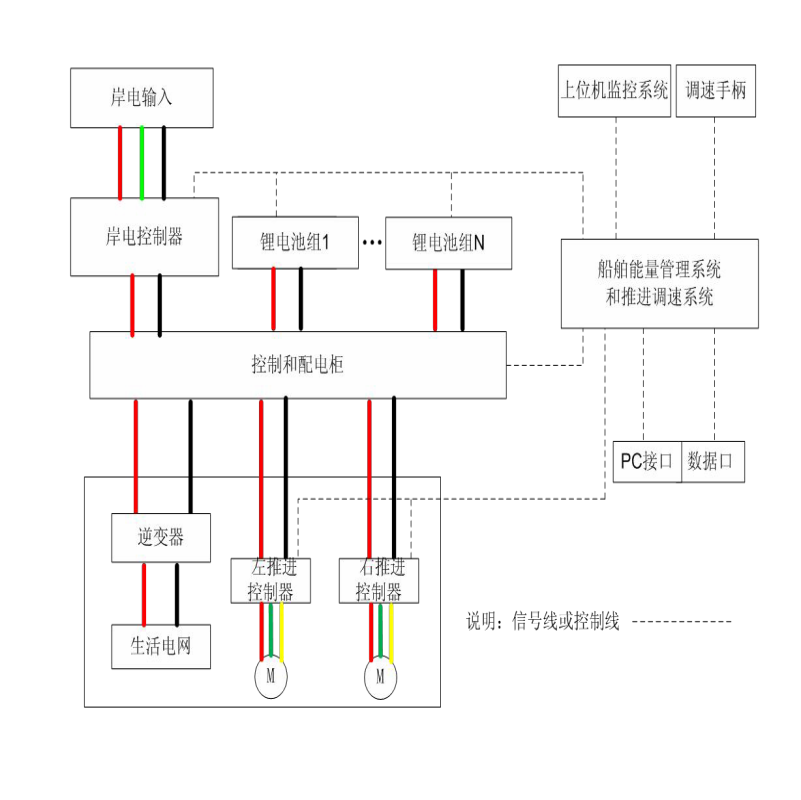 岸电输入
上位机监控系统
调速手柄
岸电控制器
锂电池组1
•••
锂电池组N
船舶能量管理系统
和推进调速系统
控制和配电柜
PC接口
数据口
逆变器
左推进
控制器
右推进
控制器
说明：信号线或控制线
生活电网
M
M